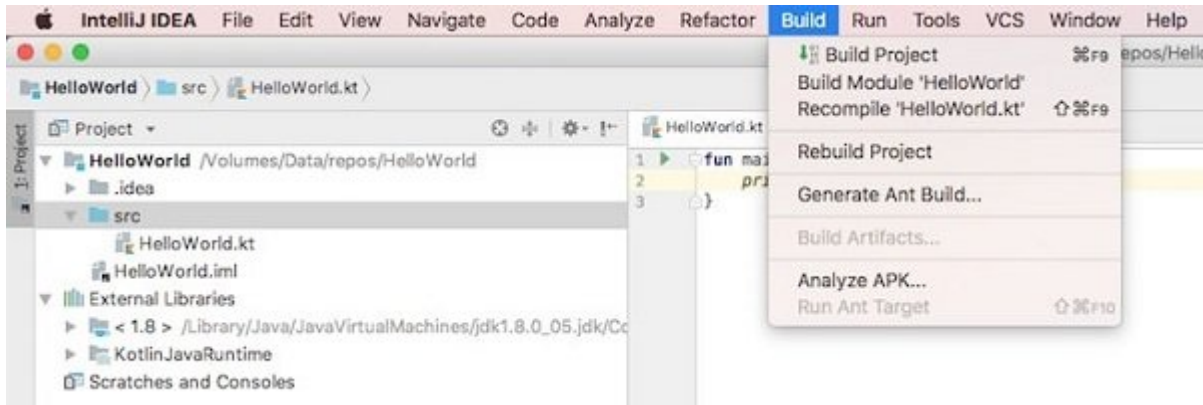 IntelliJ IDEA File Edit View Navigate Code Analyze Refactor Build Run Tools VCS Window Help
Build Project ⌘F9
epos/Hello
Build Module 'HelloWorld'
Recompile 'HelloWorld.kt' ⇧⌘F9
Rebuild Project
Generate Ant Build...
Build Artifacts...
Analyze APK...
Run Ant Target ⇧⌘F10
HelloWorld src HelloWorld.kt
1: Project
Project
HelloWorld /Volumes/Data/repos/HelloWorld
.idea
src
HelloWorld.kt
HelloWorld.iml
External Libraries
< 1.8 > /Library/Java/JavaVirtualMachines/jdk1.8.0_05.jdk/Co
KotlinJavaRuntime
Scratches and Consoles
HelloWorld.kt
1 fun mai
2 pri
3 }